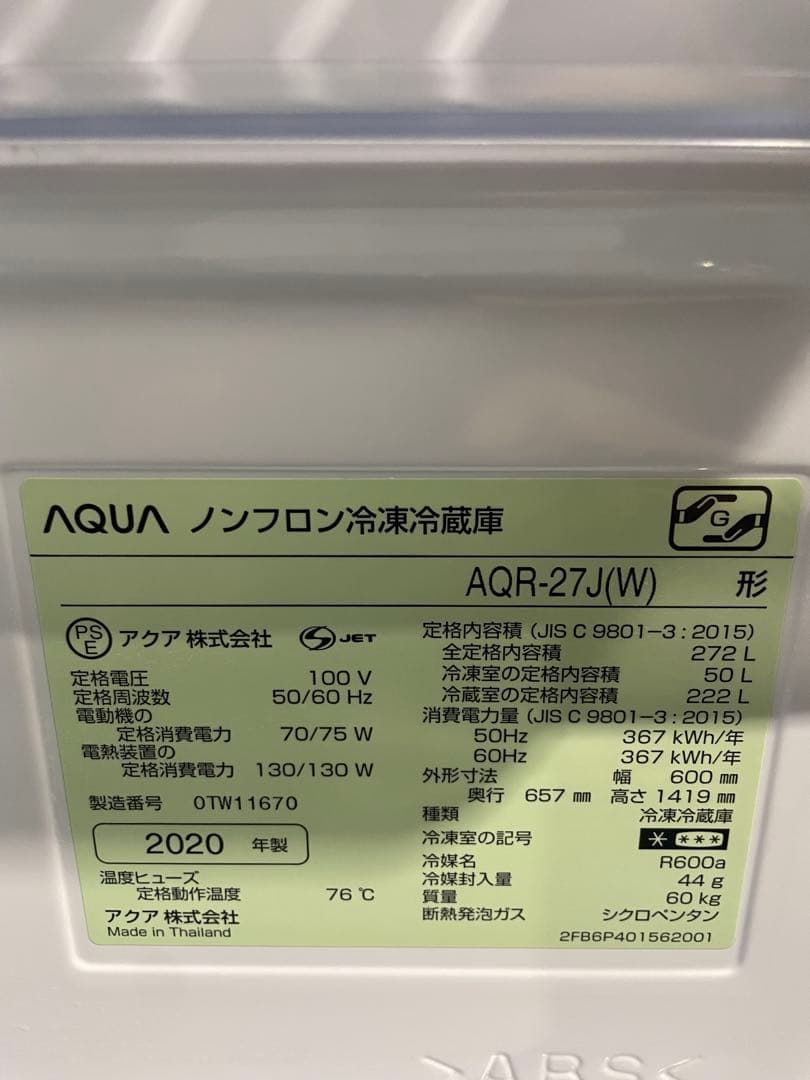 AQUA ノンフロン冷凍冷蔵庫
G
AQR-27J(W) 形
PS E アクア 株式会社 S JET
定格電圧 100 V
定格周波数 50/60 Hz
電動機の
定格消費電力 70/75 W
電熱装置の
定格消費電力 130/130 W
製造番号 0TW11670
2020 年製
温度ヒューズ
定格動作温度 76 ℃
アクア 株式会社
Made in Thailand
定格内容積 (JIS C 9801-3 : 2015)
全定格内容積 272 L
冷凍室の定格内容積 50 L
冷蔵室の定格内容積 222 L
消費電力量 (JIS C 9801-3 : 2015)
50Hz 367 kWh/年
60Hz 367 kWh/年
外形寸法 幅 600 ㎜
奥行 657 ㎜ 高さ 1419 ㎜
種類 冷凍冷蔵庫
冷凍室の記号 * ***
冷媒名 R600a
冷媒封入量 44 g
質量 60 kg
断熱発泡ガス シクロペンタン
2FB6P401562001
>ABS<